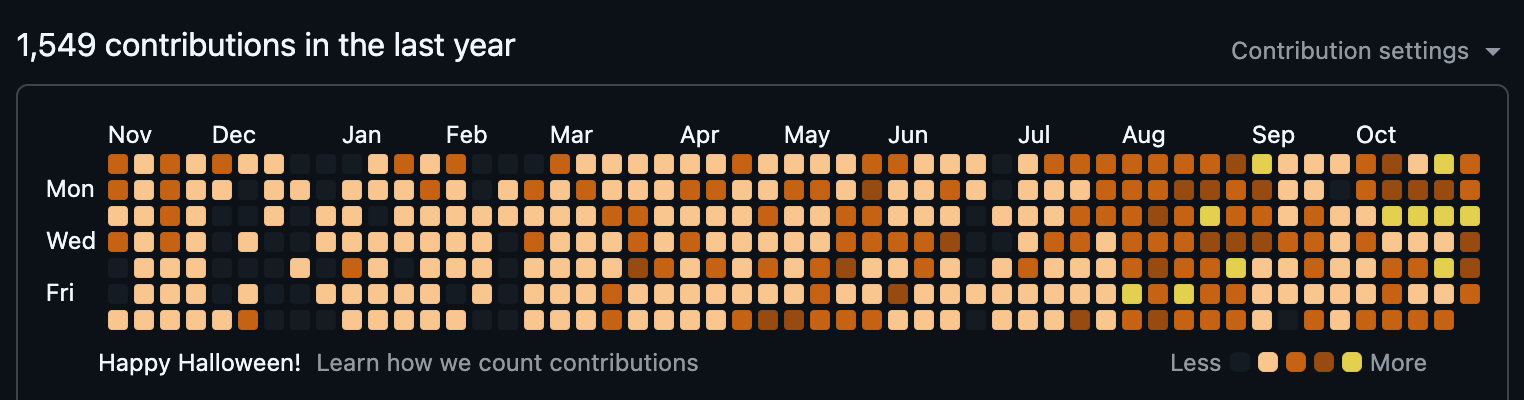 1,549 contributions in the last year
Contribution settings
Nov Dec Jan Feb Mar Apr May Jun Jul Aug Sep Oct
Mon
Wed
Fri
Happy Halloween! Learn how we count contributions
Less More